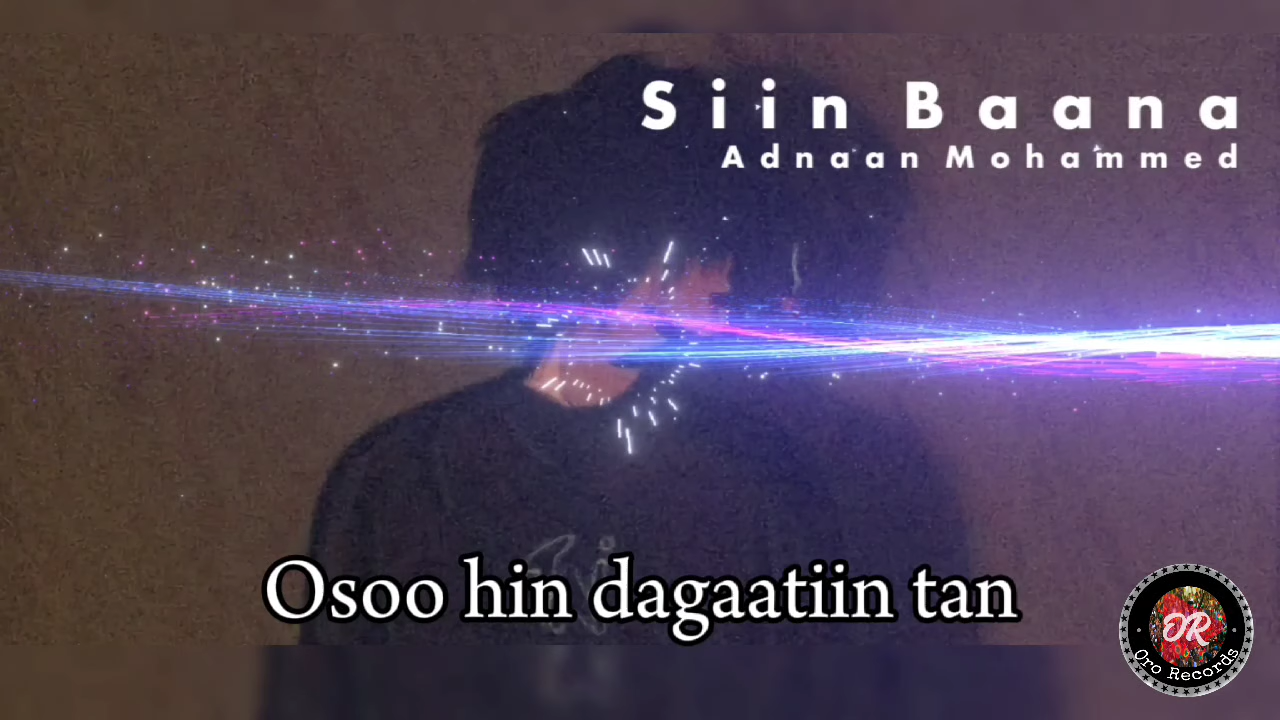 Siin Baana
Adnaan Mohammed
Osoo hin dagaatiin tan
OR
Oro Records